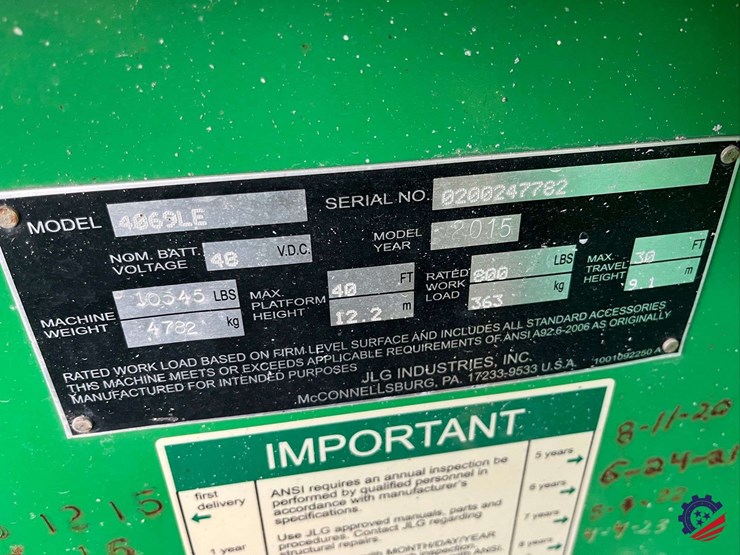 MODEL 4069LE SERIAL NO. 0200247782
NOM. BATT. VOLTAGE 48 V.D.C. MODEL YEAR 2015
MACHINE WEIGHT 10545 LBS 4782 kg
MAX. PLATFORM HEIGHT 40 FT 12.2 m
RATED WORK LOAD 800 LBS 363 kg
MAX. TRAVEL HEIGHT 30 FT 9.1 m
RATED WORK LOAD BASED ON FIRM, LEVEL SURFACE AND INCLUDES ALL STANDARD ACCESSORIES
THIS MACHINE MEETS OR EXCEEDS APPLICABLE REQUIREMENTS OF ANSI A92.6-2006 AS ORIGINALLY
MANUFACTURED FOR INTENDED PURPOSES
JLG INDUSTRIES, INC.
McCONNELLSBURG, PA. 17233-9533 U.S.A.
1001092250 A
IMPORTANT
first
delivery
1 year
ANSI requires an annual inspection be
performed by qualified personnel in
accordance with manufacturer's
specifications.
Use JLG approved manuals, parts and
procedures. Contact JLG regarding
structural repairs.
with MONTH/DAY/YEAR
5 years
6 years
7 years
8 years
8-11-20
6-24-21
1215